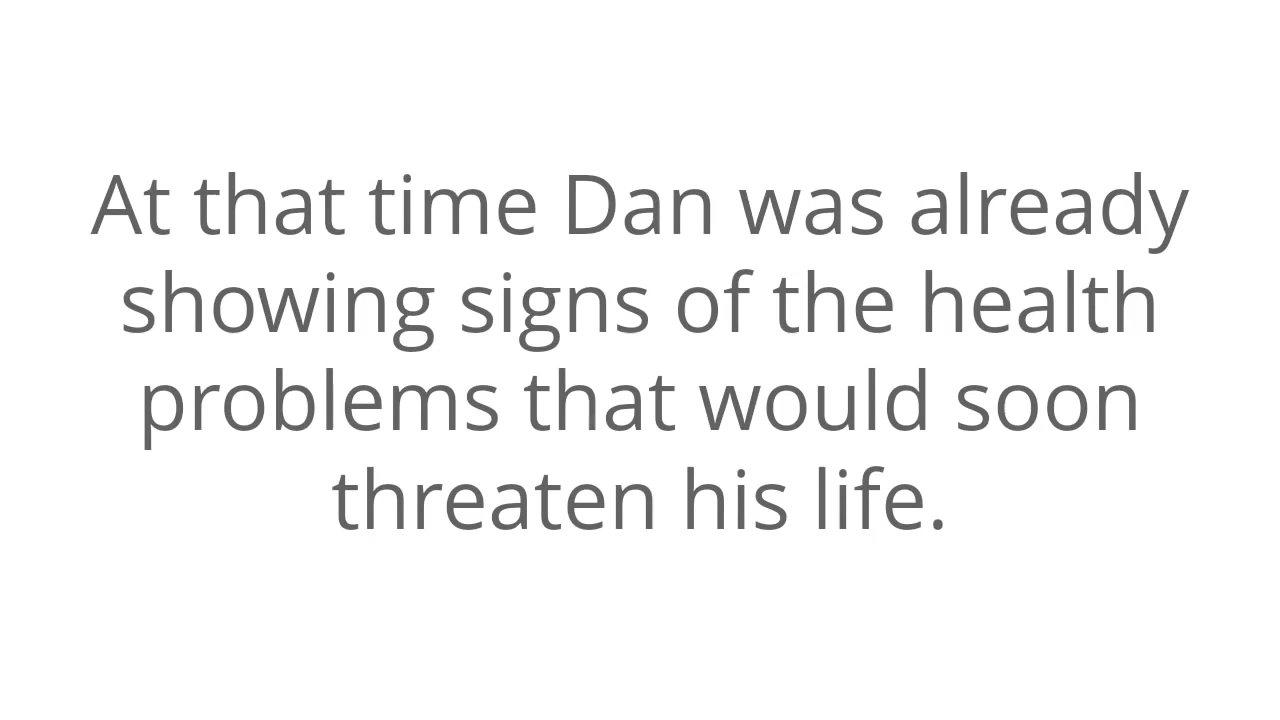 At that time Dan was already
showing signs of the health
problems that would soon
threaten his life.